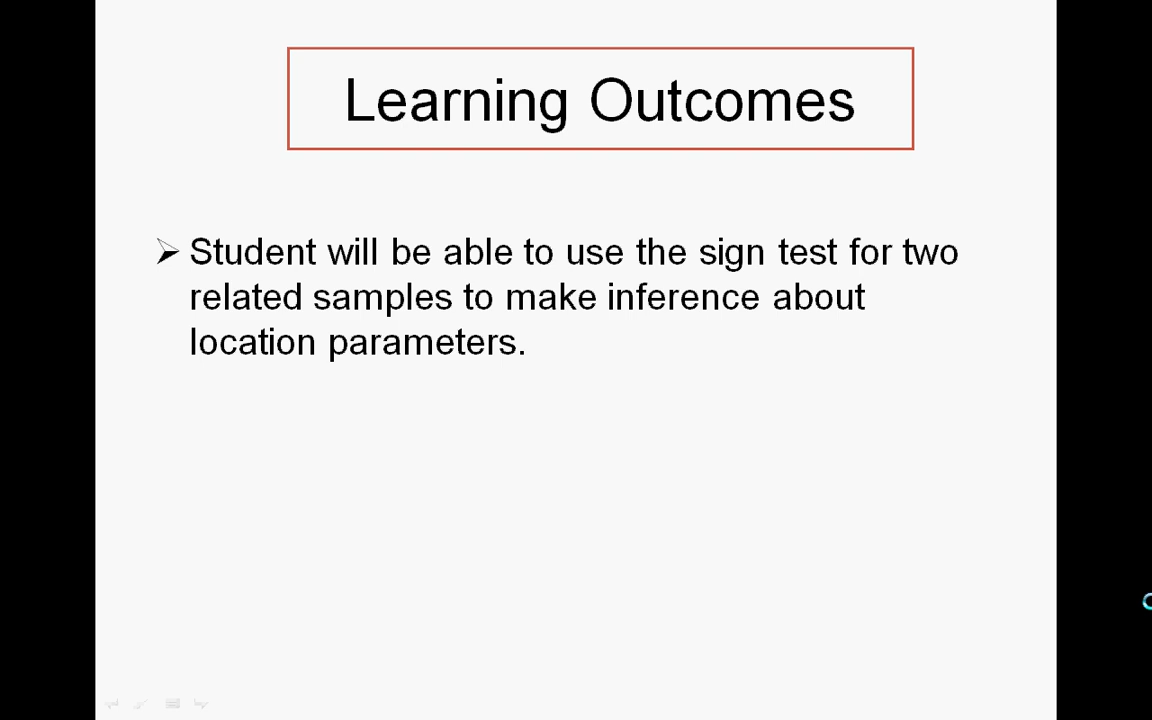 Learning Outcomes
Student will be able to use the sign test for two
related samples to make inference about
location parameters.